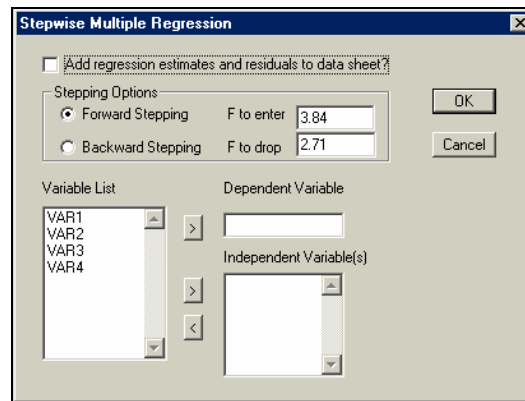 Stepwise Multiple Regression
Add regression estimates and residuals to data sheet?
Stepping Options
Forward Stepping F to enter 3.84
Backward Stepping F to drop 2.71
OK
Cancel
Variable List
VAR1
VAR2
VAR3
VAR4
>
Dependent Variable
Independent Variable(s)
>
<